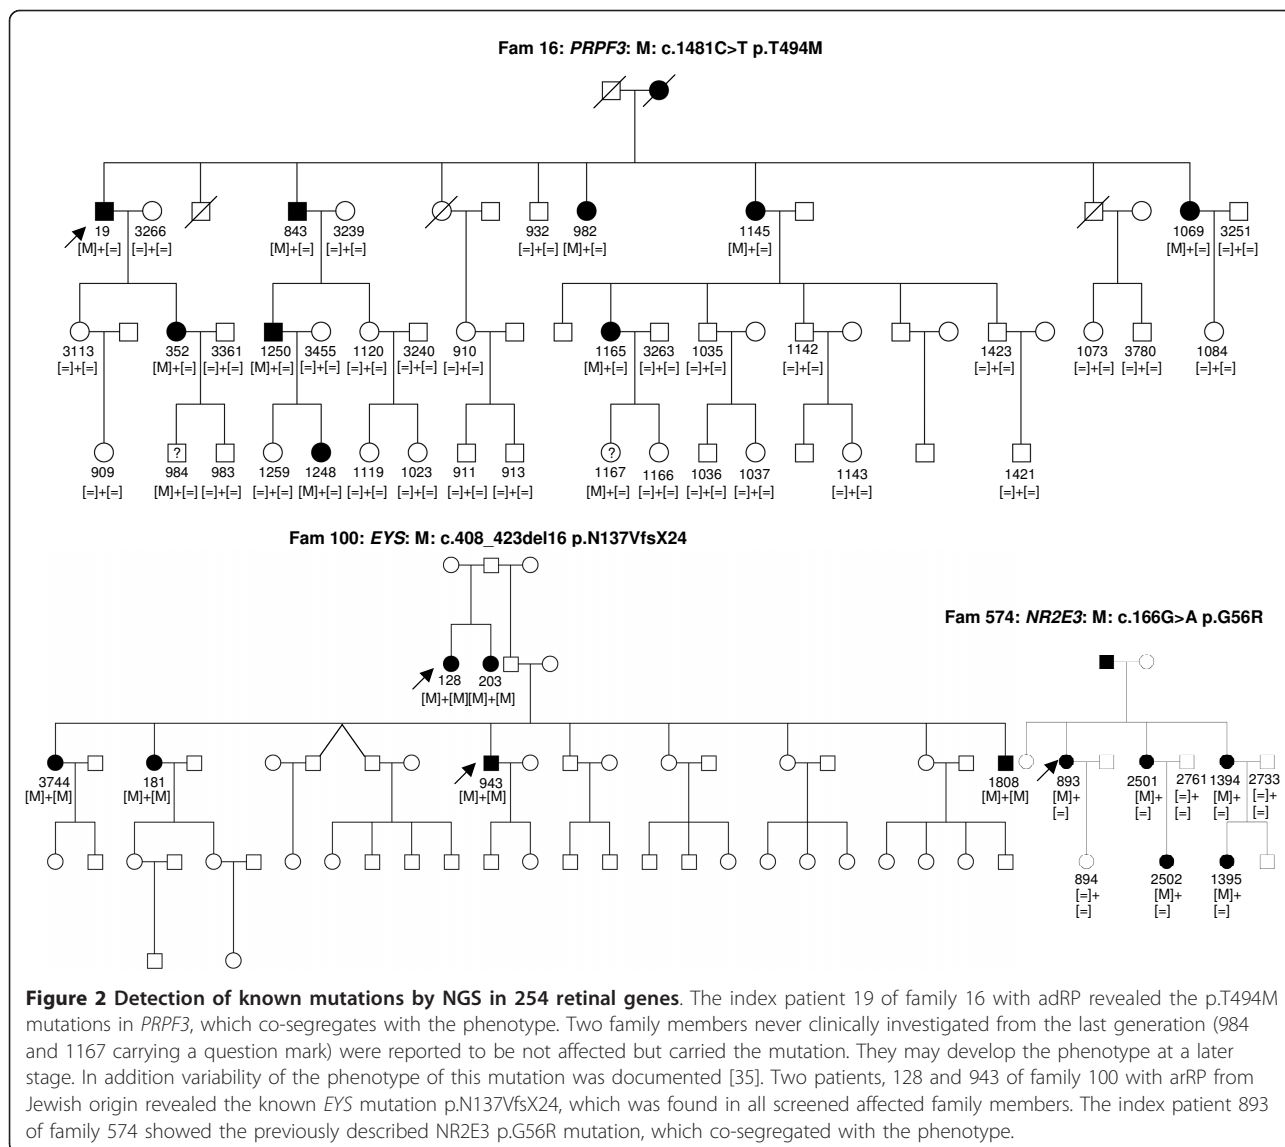 Fam 16: PRPF3: M: c.1481C>T p.T494M
19 3266 843 3239 932 982 1145 1069 3251
[M]+[=] [=]+[=] [M]+[=] [=]+[=] [=]+[=] [M]+[=] [M]+[=] [M]+[=] [=]+[=]
3113 352 3361 1250 3455 1120 3240 910 1165 3263 1035 1142 1423 1073 3780 1084
[=]+[=] [M]+[=] [=]+[=] [M]+[=] [=]+[=] [=]+[=] [=]+[=] [=]+[=] [M]+[=] [=]+[=] [=]+[=] [=]+[=] [=]+[=] [=]+[=] [=]+[=] [=]+[=]
? ?
909 984 983 1259 1248 1119 1023 911 913 1167 1166 1036 1037 1143 1421
[=]+[=] [M]+[=] [=]+[=] [=]+[=] [M]+[=] [=]+[=] [=]+[=] [=]+[=] [=]+[=] [M]+[=] [=]+[=] [=]+[=] [=]+[=] [=]+[=] [=]+[=]
Fam 100: EYS: M: c.408_423del16 p.N137VfsX24
128 203
[M]+[M] [M]+[M]
3744 181 943 1808
[M]+[M] [M]+[M] [M]+[M] [M]+[M]
Fam 574: NR2E3: M: c.166G>A p.G56R
893 2501 2761 1394 2733
[M]+ [M]+ [=]+ [M]+ [=]+
[=] [=] [=] [=] [=]
894 2502 1395
[=]+ [M]+ [M]+
[=] [=] [=]
Figure 2 Detection of known mutations by NGS in 254 retinal genes. The index patient 19 of family 16 with adRP revealed the p.T494M
mutations in PRPF3, which co-segregates with the phenotype. Two family members never clinically investigated from the last generation (984
and 1167 carrying a question mark) were reported to be not affected but carried the mutation. They may develop the phenotype at a later
stage. In addition variability of the phenotype of this mutation was documented [35]. Two patients, 128 and 943 of family 100 with arRP from
Jewish origin revealed the known EYS mutation p.N137VfsX24, which was found in all screened affected family members. The index patient 893
of family 574 showed the previously described NR2E3 p.G56R mutation, which co-segregated with the phenotype.